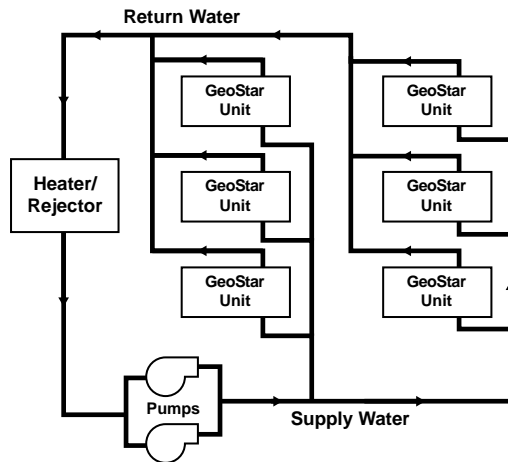 Return Water
GeoStar
Unit
GeoStar
Unit
Heater/
Rejector
GeoStar
Unit
GeoStar
Unit
GeoStar
Unit
GeoStar
Unit
Pumps
Supply Water